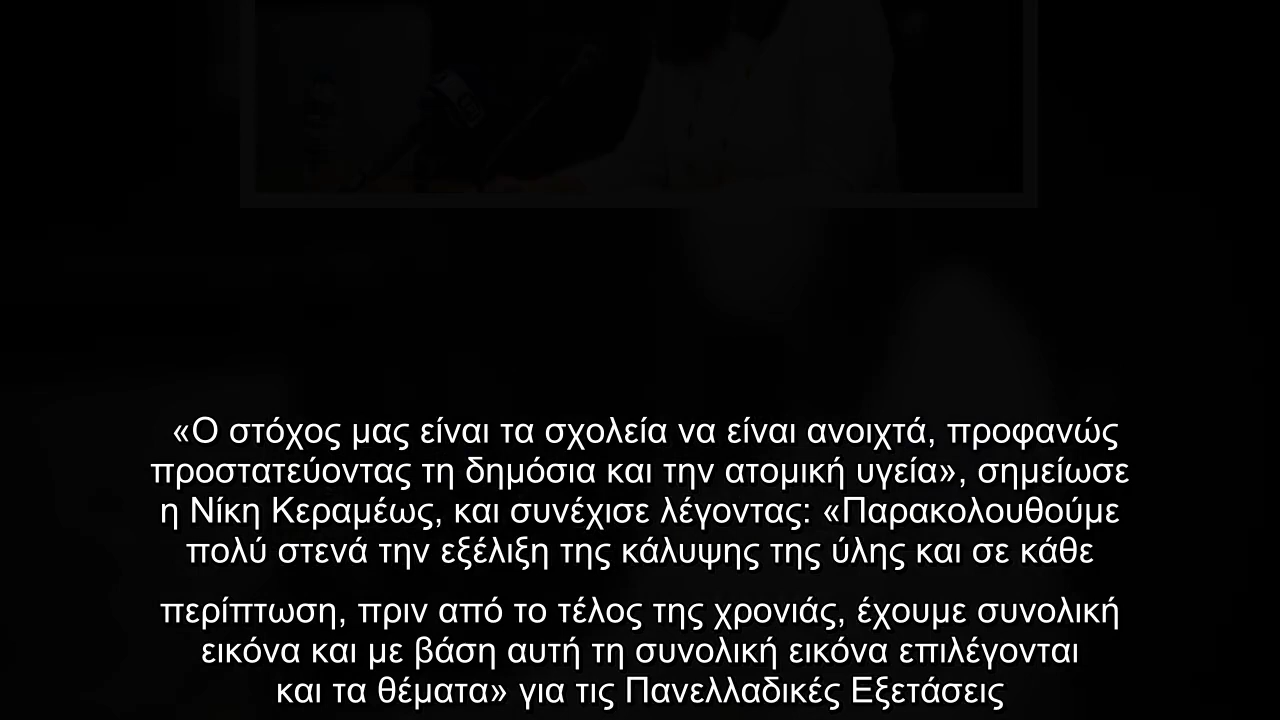 «Ο στόχος μας είναι τα σχολεία να είναι ανοιχτά, προφανώς
προστατεύοντας τη δημόσια και την ατομική υγεία», σημείωσε
η Νίκη Κεραμέως, και συνέχισε λέγοντας: «Παρακολουθούμε
πολύ στενά την εξέλιξη της κάλυψης της ύλης και σε κάθε
περίπτωση, πριν από το τέλος της χρονιάς, έχουμε συνολική
εικόνα και με βάση αυτή τη συνολική εικόνα επιλέγονται
και τα θέματα» για τις Πανελλαδικές Εξετάσεις